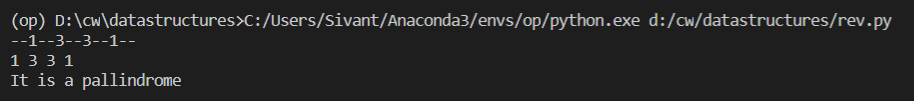 (op) D:\cw\datastructures>C:/Users/Sivant/Anaconda3/envs/op/python.exe d:/cw/datastructures/rev.py
--1--3--3--1--
1 3 3 1
It is a pallindrome